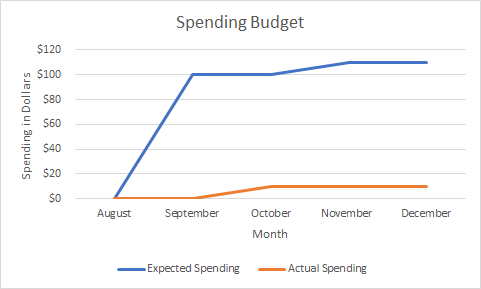 Spending Budget
$120
$100
$80
$60
$40
$20
$0
Spending in Dollars
August September October November December
Month
Expected Spending Actual Spending